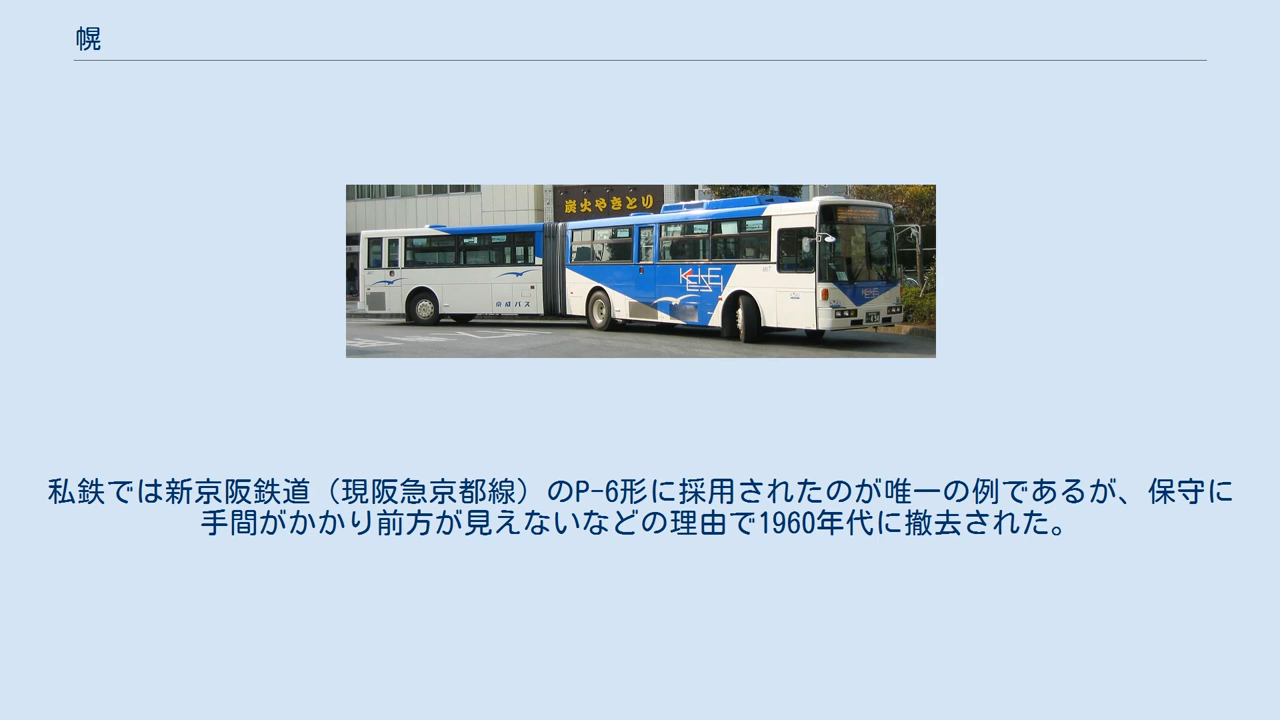 幌
炭火やきとり
KEISEI
京成バス
私鉄では新京阪鉄道（現阪急京都線）のP-6形に採用されたのが唯一の例であるが、保守に
手間がかかり前方が見えないなどの理由で1960年代に撤去された。